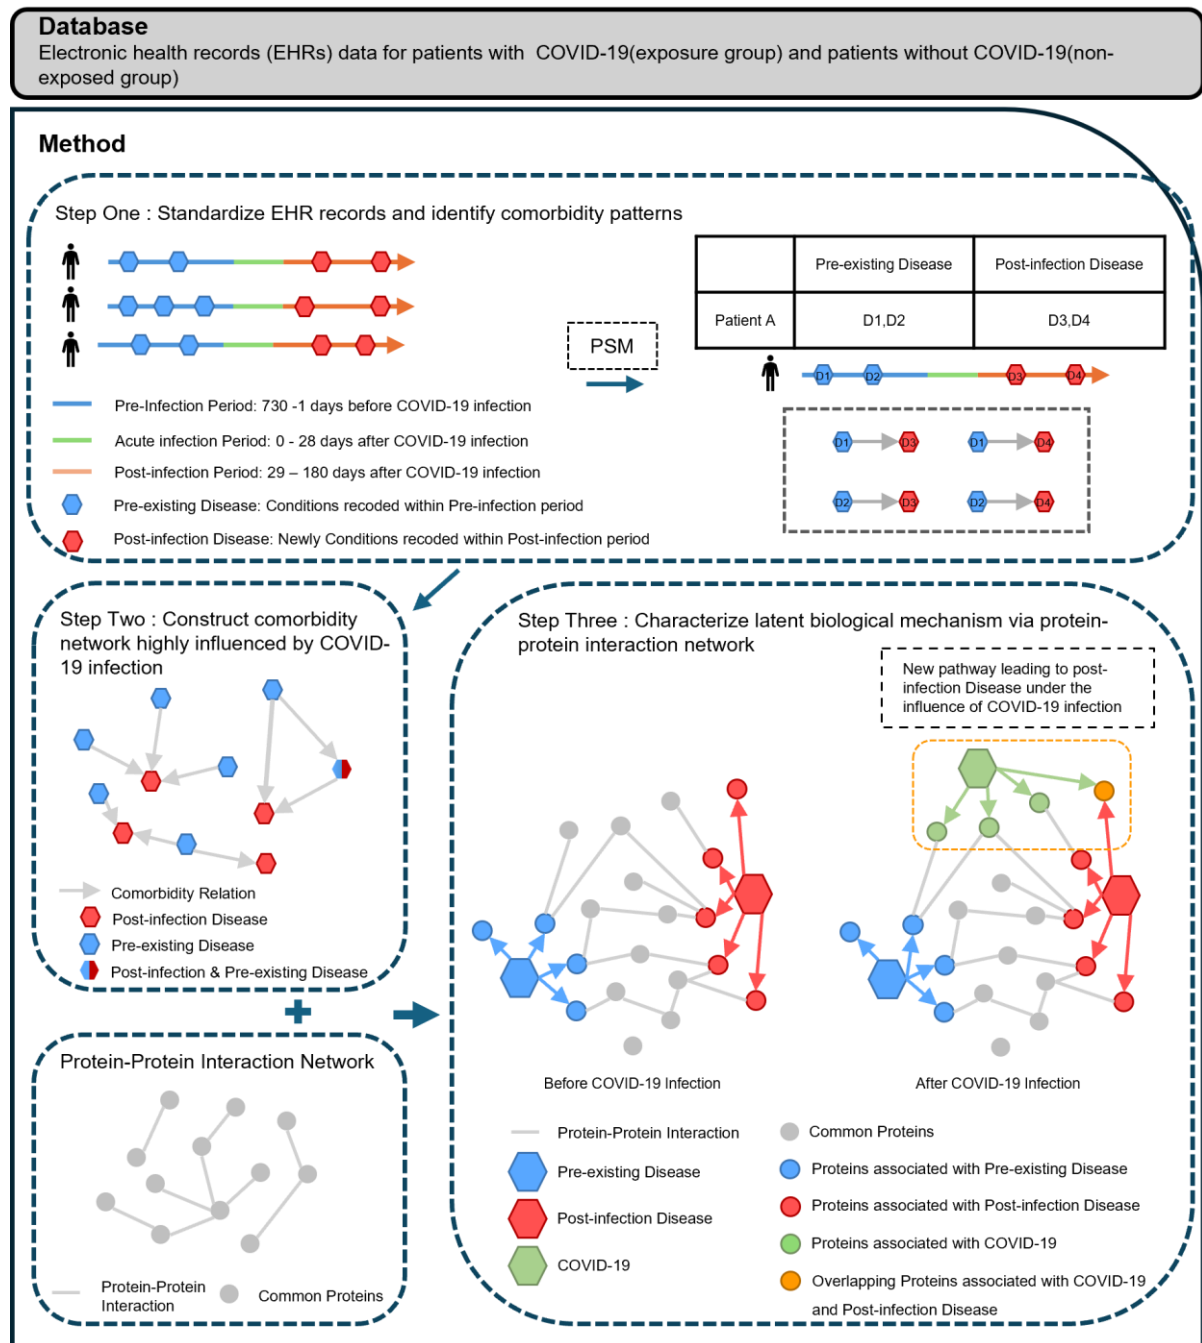 Database
Electronic health records (EHRs) data for patients with  COVID-19(exposure group) and patients without COVID-19(non-
exposed group)
Method
Step One : Standardize EHR records and identify comorbidity patterns
Pre-existing Disease
Post-infection Disease
Patient A
D1,D2
D3,D4
PSM
D1
D2
D3
D4
Pre-Infection Period: 730 -1 days before COVID-19 infection
Acute infection Period: 0 - 28 days after COVID-19 infection
Post-infection Period: 29 – 180 days after COVID-19 infection
Pre-existing Disease: Conditions recoded within Pre-infection period
Post-infection Disease: Newly Conditions recoded within Post-infection period
D1
D3
D1
D4
D2
D3
D2
D4
Step Two : Construct comorbidity
network highly influenced by COVID-
19 infection
Comorbidity Relation
Post-infection Disease
Pre-existing Disease
Post-infection & Pre-existing Disease
Protein-Protein Interaction Network
Protein-Protein
Interaction
Common Proteins
Step Three : Characterize latent biological mechanism via protein-
protein interaction network
New pathway leading to post-
infection Disease under the
influence of COVID-19 infection
Before COVID-19 Infection
After COVID-19 Infection
Protein-Protein Interaction
Pre-existing Disease
Post-infection Disease
COVID-19
Common Proteins
Proteins associated with Pre-existing Disease
Proteins associated with Post-infection Disease
Proteins associated with COVID-19
Overlapping Proteins associated with COVID-19
and Post-infection Disease